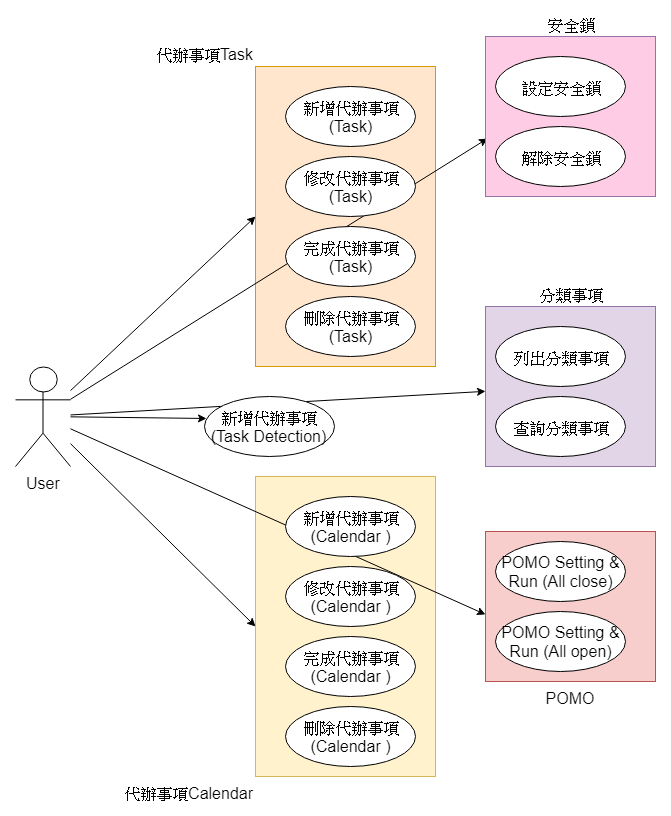 安全鎖
代辦事項Task
設定安全鎖
新增代辦事項
(Task)
解除安全鎖
修改代辦事項
(Task)
完成代辦事項
(Task)
分類事項
刪除代辦事項
(Task)
列出分類事項
新增代辦事項
(Task Detection)
查詢分類事項
User
新增代辦事項
(Calendar )
POMO Setting &
Run (All close)
修改代辦事項
(Calendar )
POMO Setting &
Run (All open)
完成代辦事項
(Calendar )
POMO
刪除代辦事項
(Calendar )
代辦事項Calendar